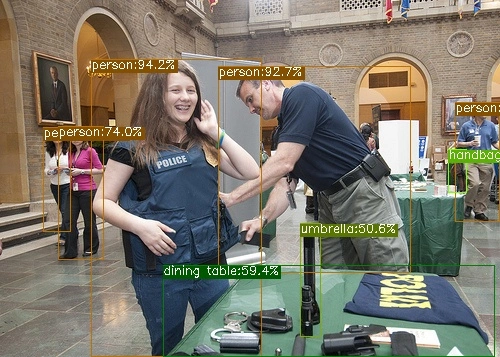 person:94.2%
person:92.7%
person:
peperson:74.0%
POLICE
handbag
umbrella:50.6%
dining table:59.4%
POLI